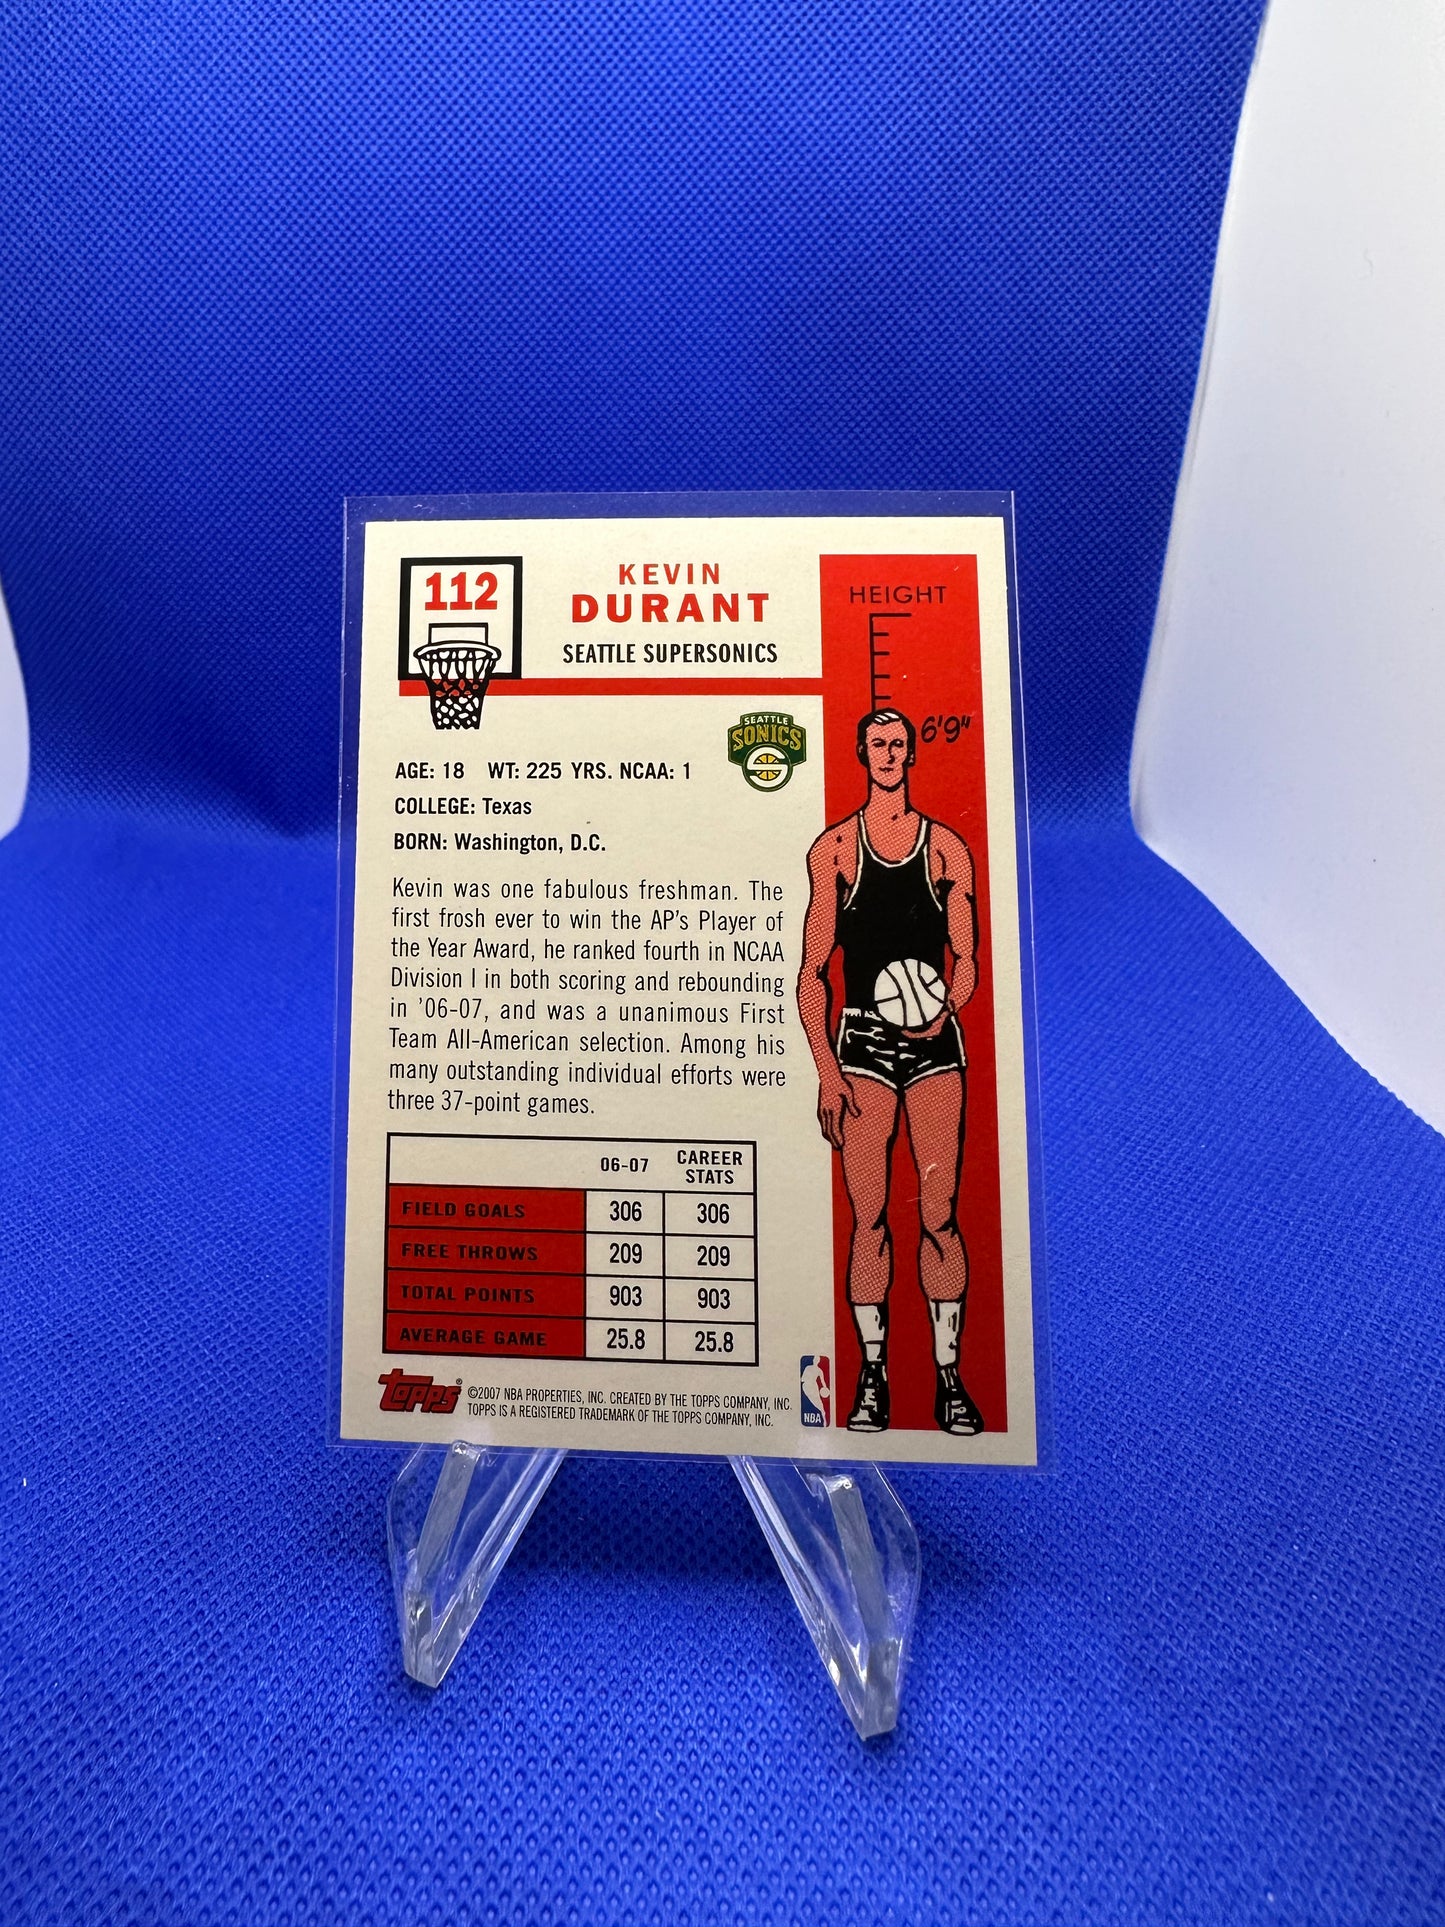 112
KEVIN
DURANT
SEATTLE SUPERSONICS
HEIGHT
6'9"
SEATTLE
SONICS
AGE: 18 WT: 225 YRS. NCAA: 1
COLLEGE: Texas
BORN: Washington, D.C.
Kevin was one fabulous freshman. The
first frosh ever to win the AP's Player of
the Year Award, he ranked fourth in NCAA
Division I in both scoring and rebounding
in '06-07, and was a unanimous First
Team All-American selection. Among his
many outstanding individual efforts were
three 37-point games.
06-07 CAREER STATS
FIELD GOALS 306 306
FREE THROWS 209 209
TOTAL POINTS 903 903
AVERAGE GAME 25.8 25.8
Topps® ©2007 NBA PROPERTIES, INC. CREATED BY THE TOPPS COMPANY, INC.
TOPPS IS A REGISTERED TRADEMARK OF THE TOPPS COMPANY, INC.
NBA